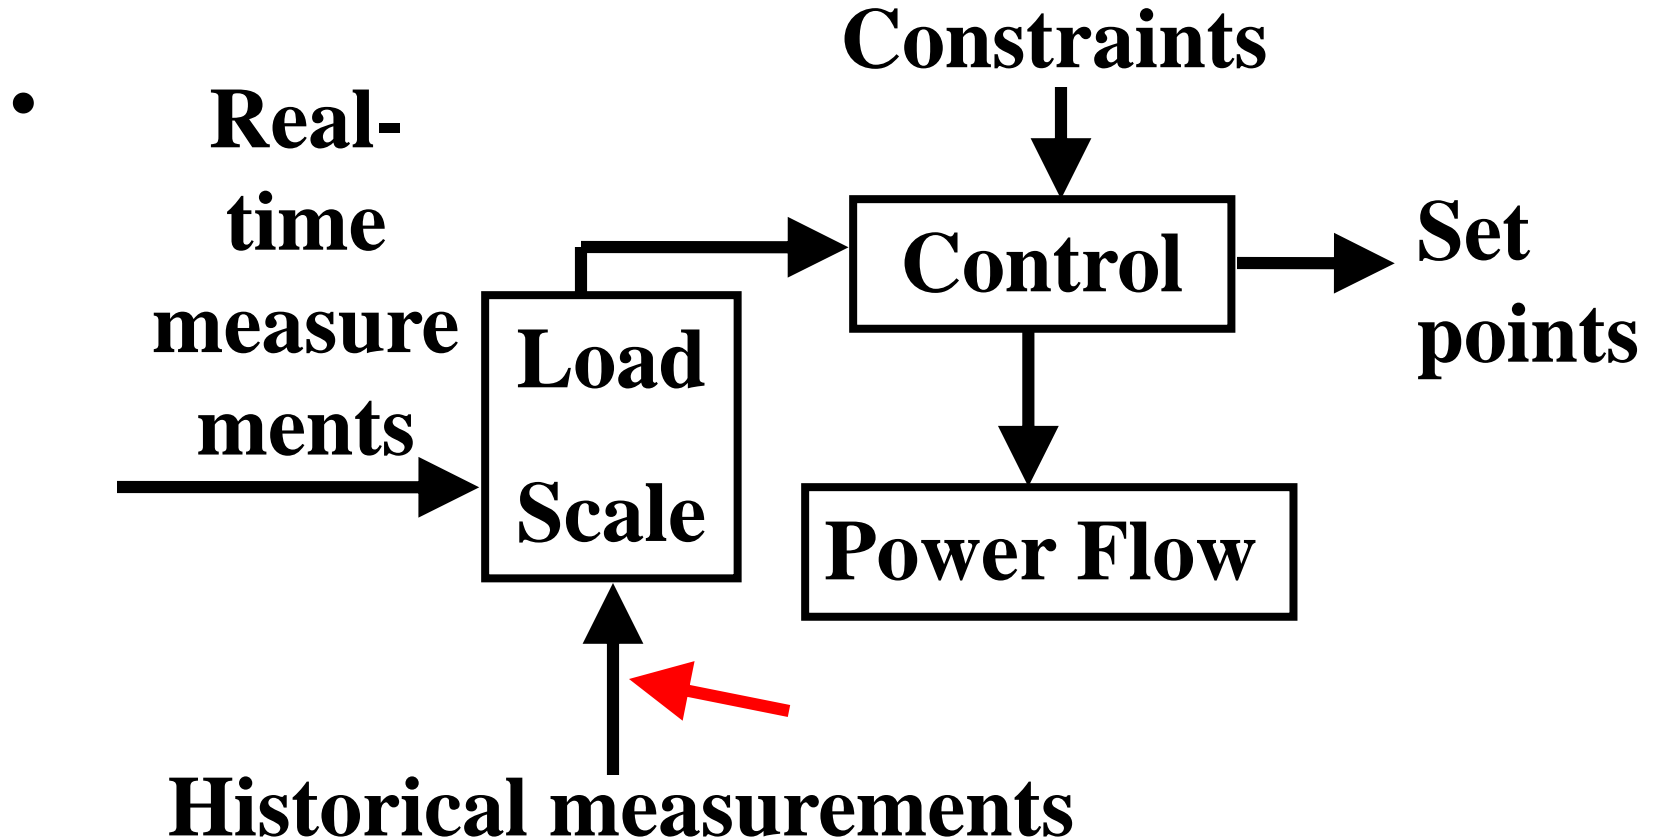 Constraints
•
Real-
time
measure
ments
Set
points
Control
Load
Scale
Power Flow
Historical measurements